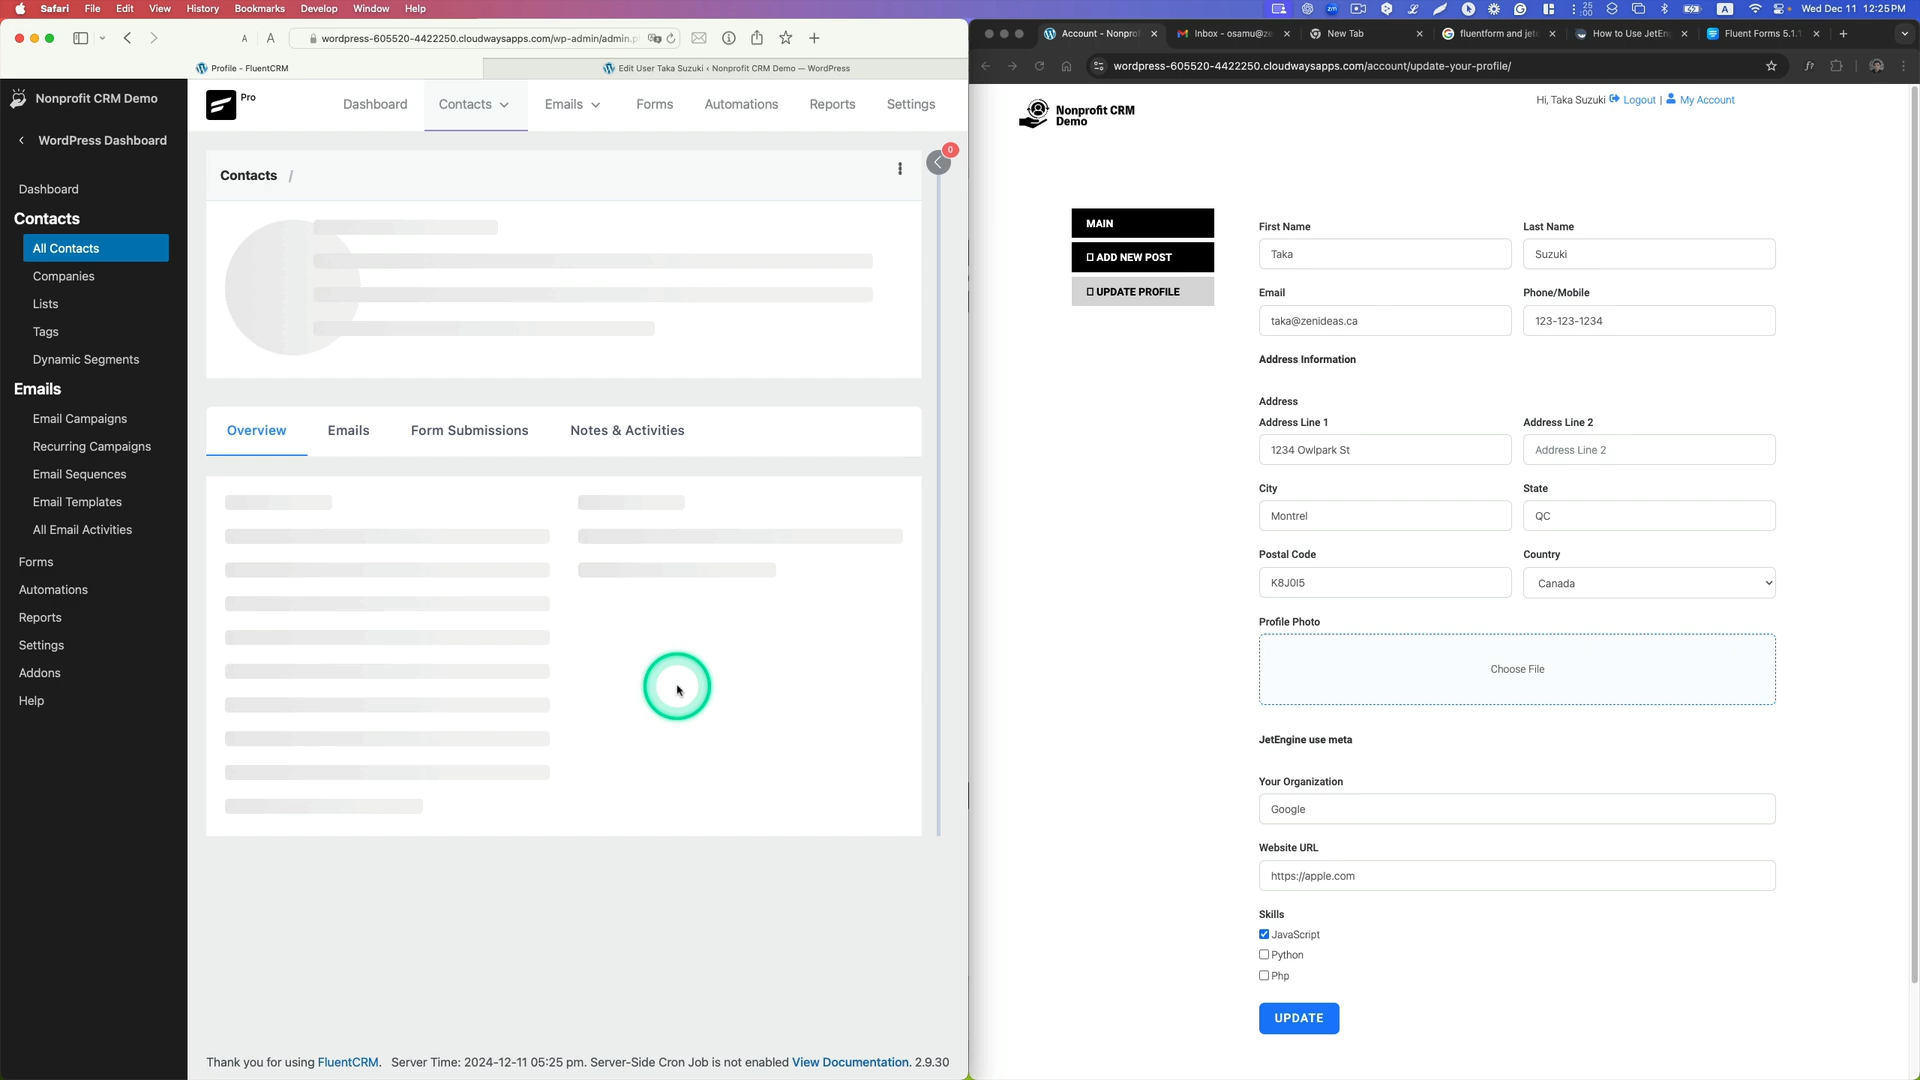 Safari File Edit View History Bookmarks Develop Window Help
25
:00
A
Wed Dec 11 12:25PM
A A
wordpress-605520-4422250.cloudwaysapps.com/wp-admin/admin.p
Profile - FluentCRM
Edit User Taka Suzuki ‹ Nonprofit CRM Demo — WordPress
Nonprofit CRM Demo
WordPress Dashboard
Dashboard
Contacts
All Contacts
Companies
Lists
Tags
Dynamic Segments
Emails
Email Campaigns
Recurring Campaigns
Email Sequences
Email Templates
All Email Activities
Forms
Automations
Reports
Settings
Addons
Help
Pro
Dashboard Contacts Emails Forms Automations Reports Settings
0
Contacts /
Overview Emails Form Submissions Notes & Activities
Thank you for using FluentCRM. Server Time: 2024-12-11 05:25 pm. Server-Side Cron Job is not enabled View Documentation. 2.9.30
Account - Nonprof
Inbox - osamu@ze
New Tab
fluentform and jet
How to Use JetEn
Fluent Forms 5.1.1
wordpress-605520-4422250.cloudwaysapps.com/account/update-your-profile/
Nonprofit CRM
Demo
Hi, Taka Suzuki Logout | My Account
MAIN
ADD NEW POST
UPDATE PROFILE
First Name Last Name
Taka Suzuki
Email Phone/Mobile
taka@zenideas.ca 123-123-1234
Address Information
Address
Address Line 1 Address Line 2
1234 Owlpark St Address Line 2
City State
Montrel QC
Postal Code Country
K8J0I5 Canada
Profile Photo
Choose File
JetEngine use meta
Your Organization
Google
Website URL
https://apple.com
Skills
JavaScript
Python
Php
UPDATE